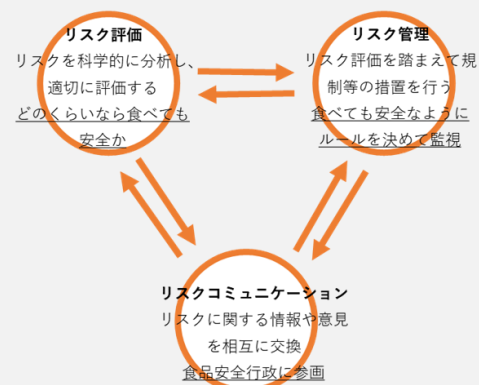 リスク評価
リスクを科学的に分析し、
適切に評価する
どのくらいなら食べても
安全か
リスク管理
リスク評価を踏まえて規
制等の措置を行う
食べても安全なように
ルールを決めて監視
リスクコミュニケーション
リスクに関する情報や意見
を相互に交換
食品安全行政に参画